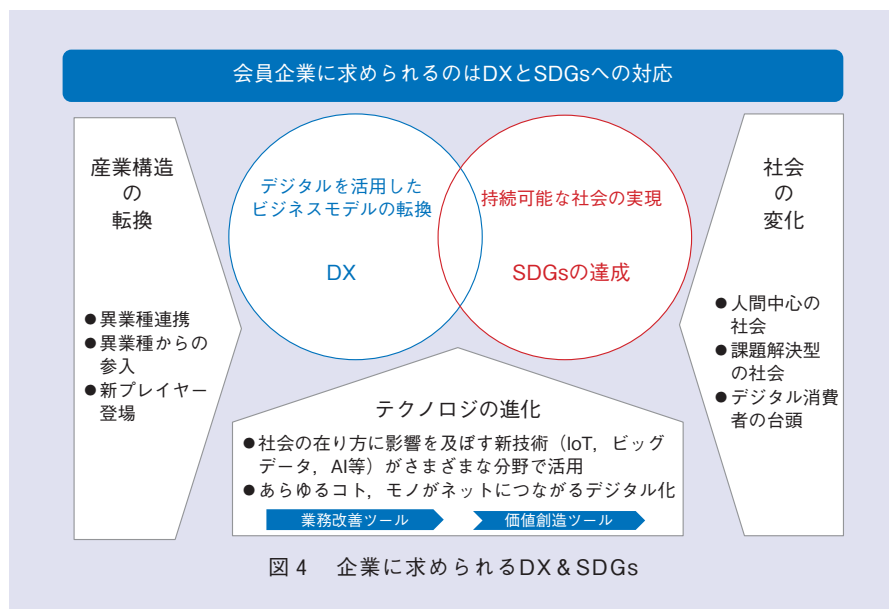 会員企業に求められるのはDXとSDGsへの対応
産業構造
の
転換
●異業種連携
●異業種からの
参入
●新プレイヤー
登場
デジタルを活用した
ビジネスモデルの転換
DX
持続可能な社会の実現
SDGsの達成
社会
の
変化
●人間中心の
社会
●課題解決型
の社会
●デジタル消費
者の台頭
テクノロジの進化
●社会の在り方に影響を及ぼす新技術（IoT，ビッグ
データ，AI等）がさまざまな分野で活用
●あらゆるコト，モノがネットにつながるデジタル化
業務改善ツール
価値創造ツール
図4　企業に求められるDX＆SDGs